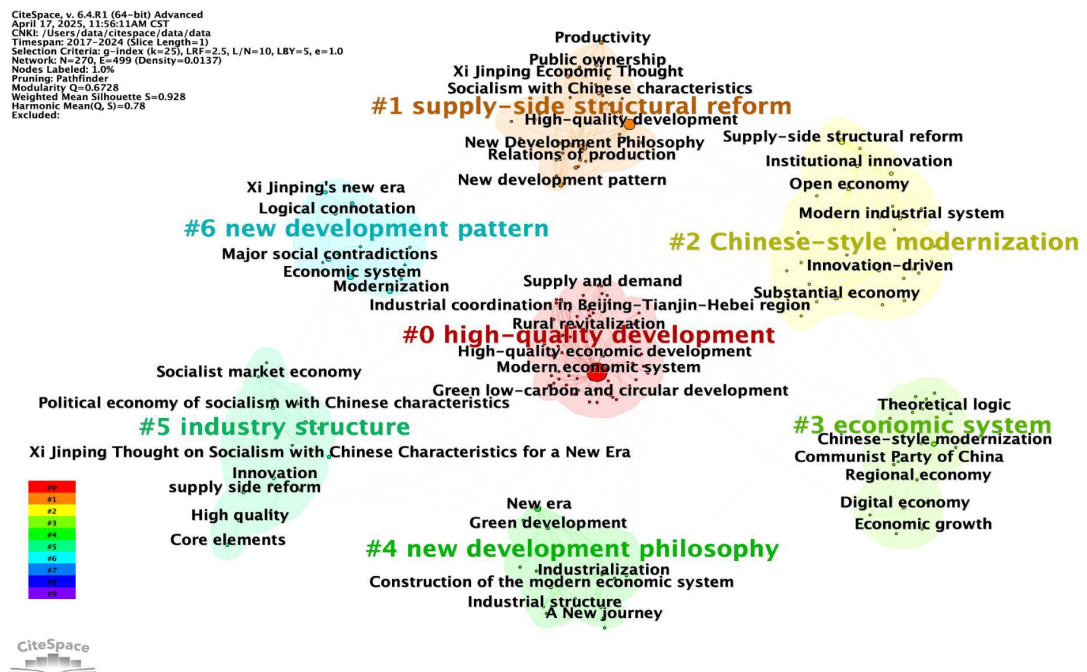 CiteSpace, v. 6.4.R1 (64-bit) Advanced
April 17, 2025, 11:56:11AM CST
CNKI: /Users/data/citespace/data/data
Timespan: 2017-2024 (Slice Length=1)
Selection Criteria: g-index (k=25), LRF=2.5, L/N=10, LBY=5, e=1.0
Network: N=270, E=499 (Density=0.0137)
Nodes Labeled: 1.0%
Pruning: Pathfinder
Modularity Q=0.6728
Weighted Mean Silhouette S=0.928
Harmonic Mean(Q, S)=0.78
Excluded:
Productivity
Public ownership
Xi Jinping Economic Thought
Socialism with Chinese characteristics
#1 supply-side structural reform
High-quality development
New Development Philosophy
Relations of production
New development pattern
Supply-side structural reform
Institutional innovation
Open economy
Modern industrial system
#2 Chinese-style modernization
Innovation-driven
Substantial economy
Xi Jinping's new era
Logical connotation
#6 new development pattern
Major social contradictions
Economic system
Modernization
Supply and demand
Industrial coordination in Beijing-Tianjin-Hebei region
Rural revitalization
#0 high-quality development
High-quality economic development
Modern economic system
Green low-carbon and circular development
Socialist market economy
Political economy of socialism with Chinese characteristics
#5 industry structure
Xi Jinping Thought on Socialism with Chinese Characteristics for a New Era
Innovation
supply side reform
High quality
Core elements
Theoretical logic
#3 economic system
Chinese-style modernization
Communist Party of China
Regional economy
Digital economy
Economic growth
New era
Green development
#4 new development philosophy
Industrialization
Construction of the modern economic system
Industrial structure
A New journey
#0
#1
#2
#3
#4
#5
#6
#7
#8
#9
CiteSpace